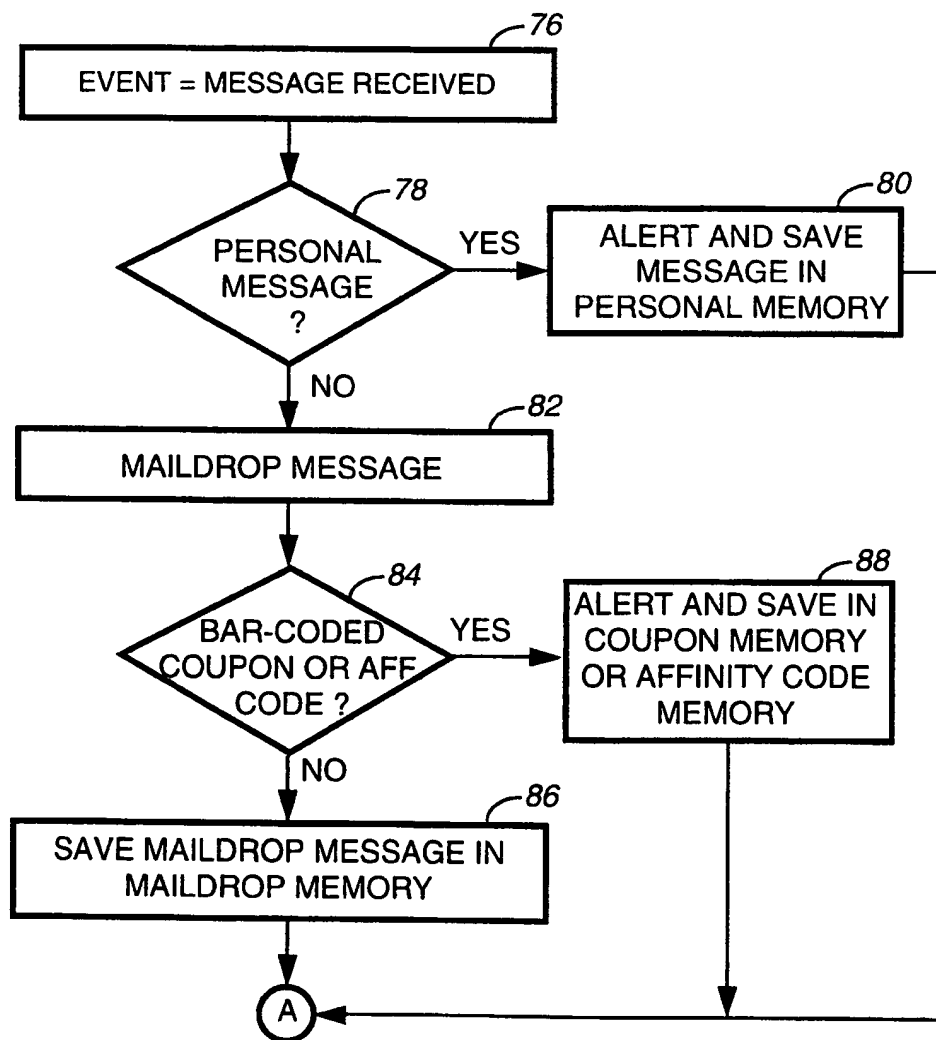 76
EVENT = MESSAGE RECEIVED
78
PERSONAL
MESSAGE
?
YES
80
ALERT AND SAVE
MESSAGE IN
PERSONAL MEMORY
NO
82
MAILDROP MESSAGE
84
BAR-CODED
COUPON OR AFF
CODE ?
YES
88
ALERT AND SAVE IN
COUPON MEMORY
OR AFFINITY CODE
MEMORY
NO
86
SAVE MAILDROP MESSAGE IN
MAILDROP MEMORY
A